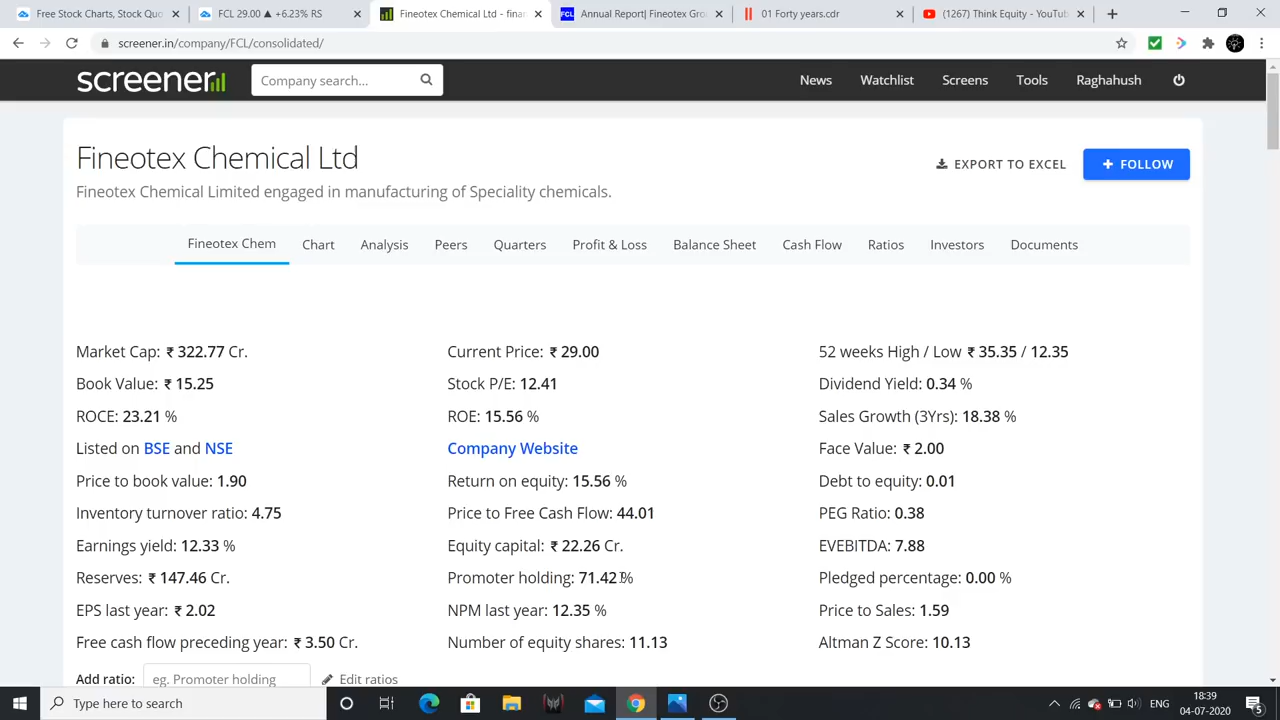 Free Stock Charts, Stock Quo
FCL 29.00 ▲ +6.23% RS
Fineotex Chemical Ltd - finan
Annual Report| Fineotex Gro
01 Forty years.cdr
(1267) Think Equity - YouTub
screener.in/company/FCL/consolidated/
screener
Company search...
News
Watchlist
Screens
Tools
Raghahush
Fineotex Chemical Ltd
EXPORT TO EXCEL
+ FOLLOW
Fineotex Chemical Limited engaged in manufacturing of Speciality chemicals.
Fineotex Chem
Chart
Analysis
Peers
Quarters
Profit & Loss
Balance Sheet
Cash Flow
Ratios
Investors
Documents
Market Cap: ₹ 322.77 Cr.
Current Price: ₹ 29.00
52 weeks High / Low ₹ 35.35 / 12.35
Book Value: ₹ 15.25
Stock P/E: 12.41
Dividend Yield: 0.34 %
ROCE: 23.21 %
ROE: 15.56 %
Sales Growth (3Yrs): 18.38 %
Listed on BSE and NSE
Company Website
Face Value: ₹ 2.00
Price to book value: 1.90
Return on equity: 15.56 %
Debt to equity: 0.01
Inventory turnover ratio: 4.75
Price to Free Cash Flow: 44.01
PEG Ratio: 0.38
Earnings yield: 12.33 %
Equity capital: ₹ 22.26 Cr.
EVEBITDA: 7.88
Reserves: ₹ 147.46 Cr.
Promoter holding: 71.42 %
Pledged percentage: 0.00 %
EPS last year: ₹ 2.02
NPM last year: 12.35 %
Price to Sales: 1.59
Free cash flow preceding year: ₹ 3.50 Cr.
Number of equity shares: 11.13
Altman Z Score: 10.13
Add ratio:
eg. Promoter holding
Edit ratios
Type here to search
ENG
18:39
04-07-2020
5